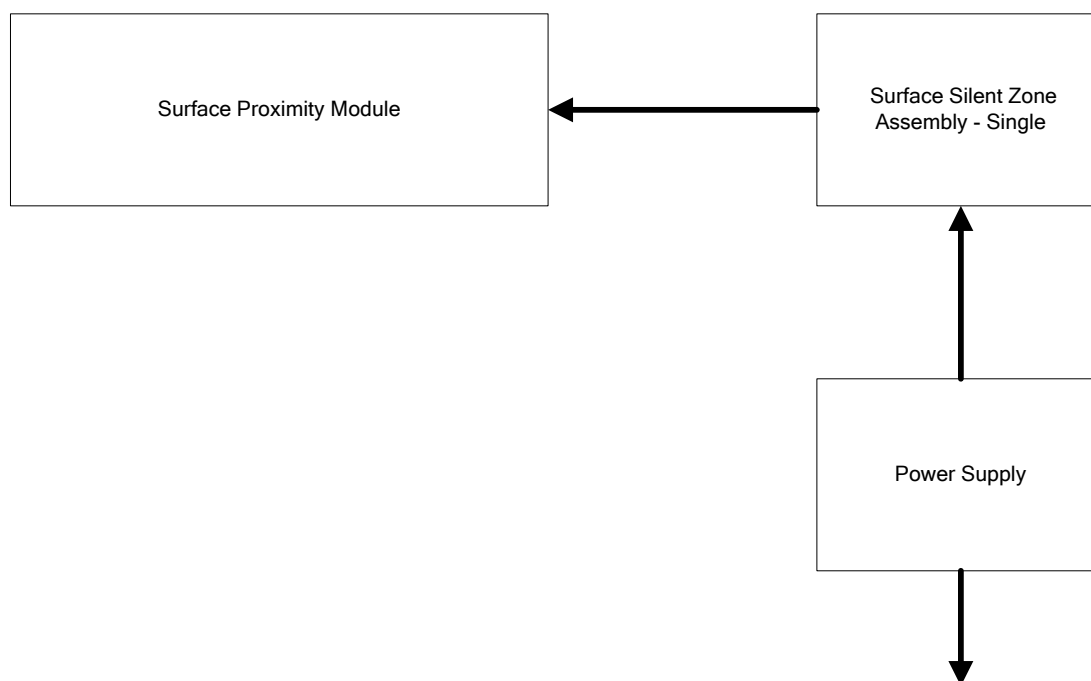 Surface Proximity Module
Surface Silent Zone
Assembly - Single
Power Supply